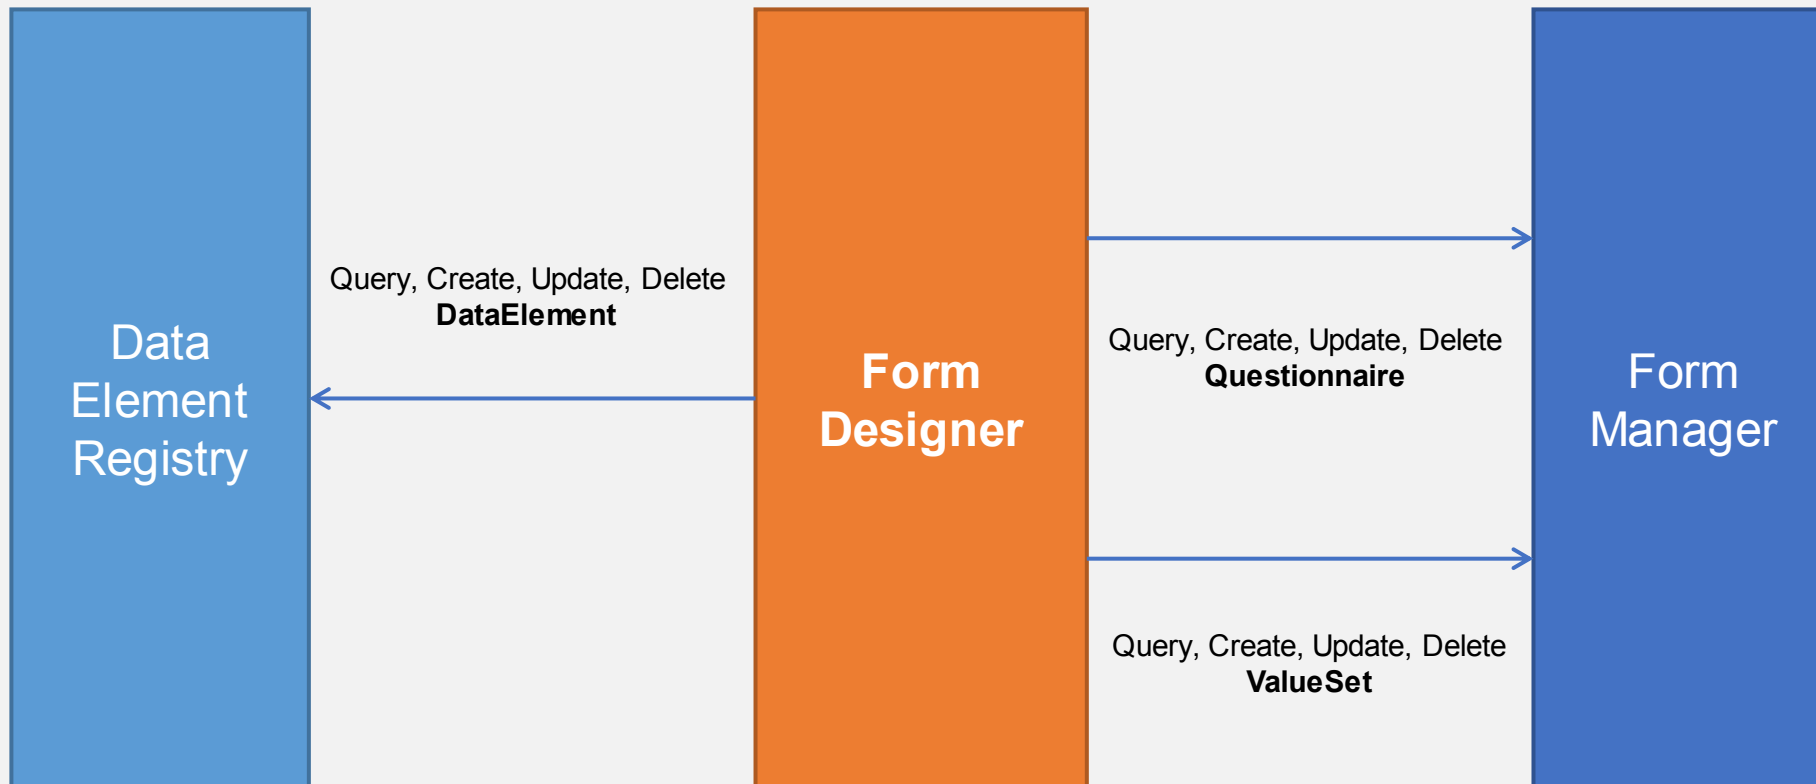 Data
Element
Registry
Query, Create, Update, Delete
DataElement
Form
Designer
Query, Create, Update, Delete
Questionnaire
Query, Create, Update, Delete
ValueSet
Form
Manager